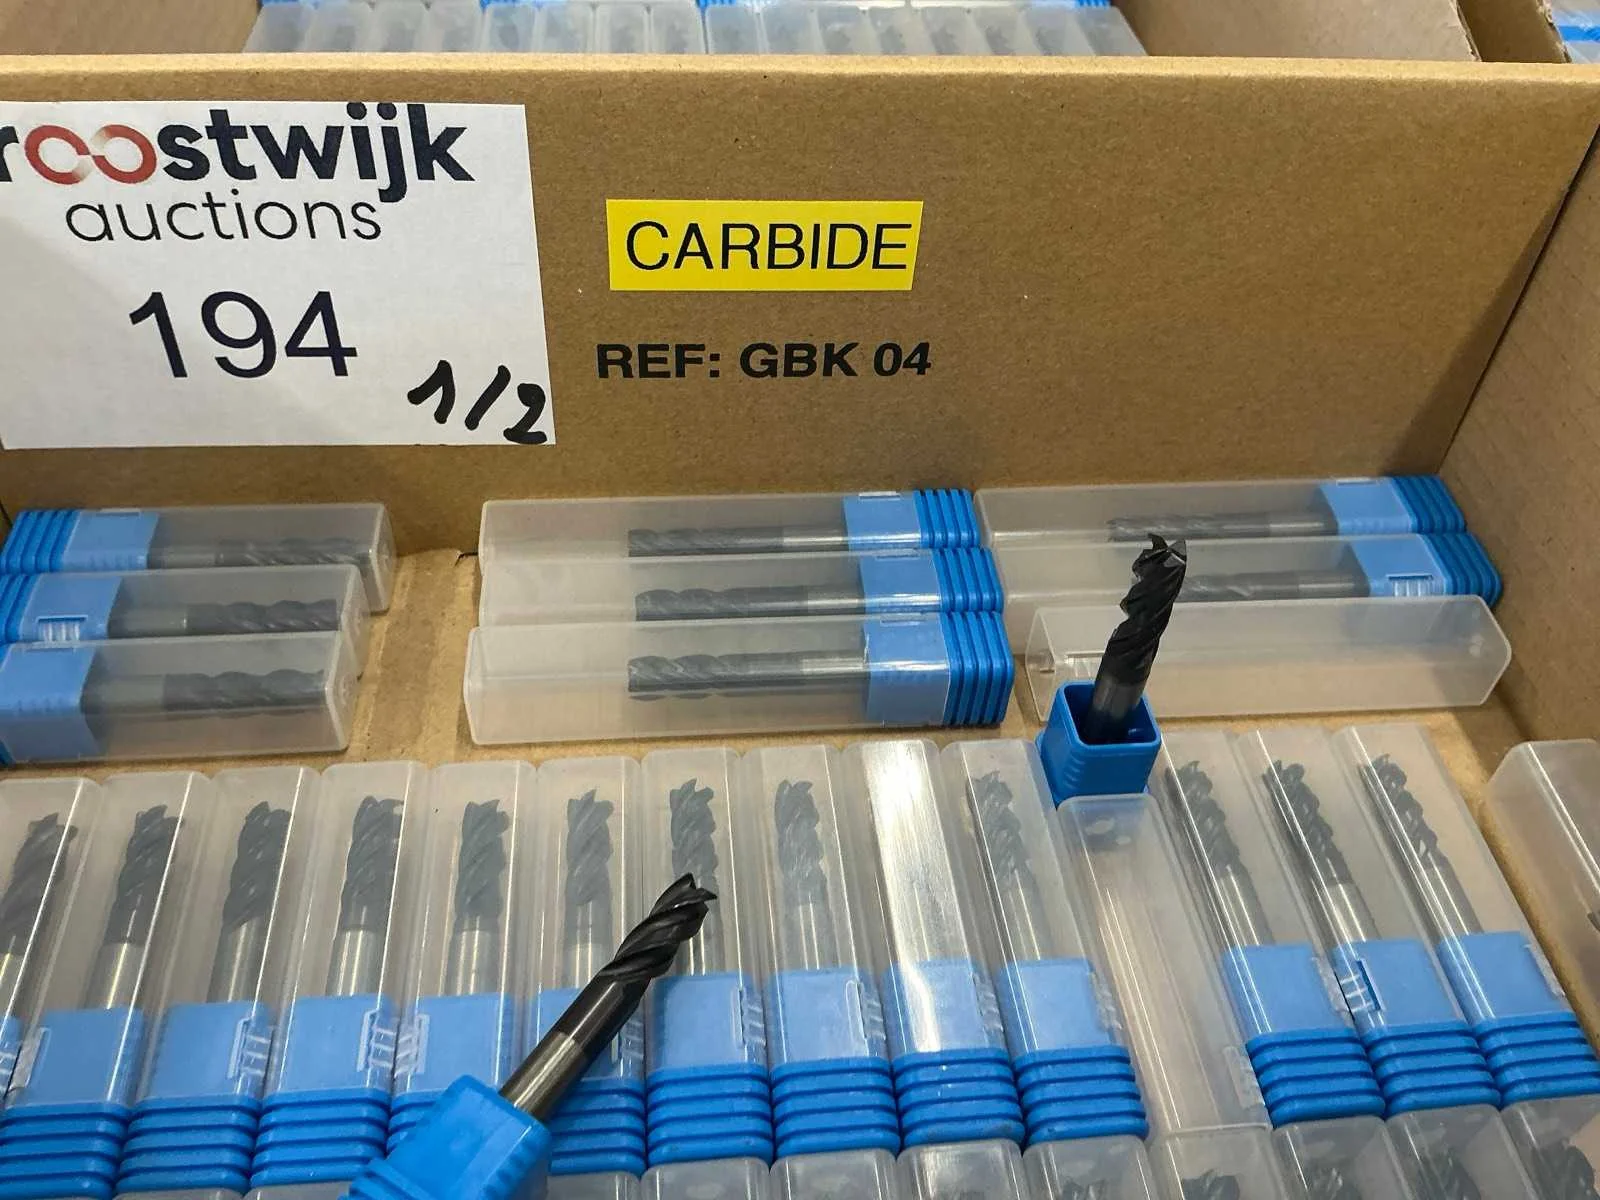 roostwijk
auctions
194
1/2
CARBIDE
REF: GBK 04